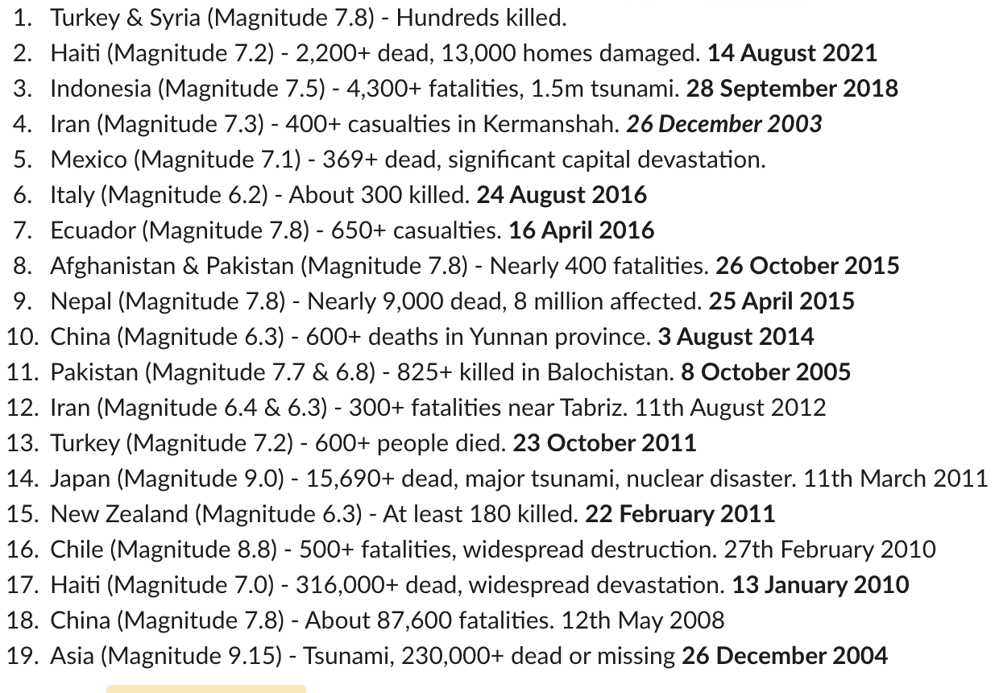 1. Turkey & Syria (Magnitude 7.8) - Hundreds killed.
2. Haiti (Magnitude 7.2) - 2,200+ dead, 13,000 homes damaged. 14 August 2021
3. Indonesia (Magnitude 7.5) - 4,300+ fatalities, 1.5m tsunami. 28 September 2018
4. Iran (Magnitude 7.3) - 400+ casualties in Kermanshah. 26 December 2003
5. Mexico (Magnitude 7.1) - 369+ dead, significant capital devastation.
6. Italy (Magnitude 6.2) - About 300 killed. 24 August 2016
7. Ecuador (Magnitude 7.8) - 650+ casualties. 16 April 2016
8. Afghanistan & Pakistan (Magnitude 7.8) - Nearly 400 fatalities. 26 October 2015
9. Nepal (Magnitude 7.8) - Nearly 9,000 dead, 8 million affected. 25 April 2015
10. China (Magnitude 6.3) - 600+ deaths in Yunnan province. 3 August 2014
11. Pakistan (Magnitude 7.7 & 6.8) - 825+ killed in Balochistan. 8 October 2005
12. Iran (Magnitude 6.4 & 6.3) - 300+ fatalities near Tabriz. 11th August 2012
13. Turkey (Magnitude 7.2) - 600+ people died. 23 October 2011
14. Japan (Magnitude 9.0) - 15,690+ dead, major tsunami, nuclear disaster. 11th March 2011
15. New Zealand (Magnitude 6.3) - At least 180 killed. 22 February 2011
16. Chile (Magnitude 8.8) - 500+ fatalities, widespread destruction. 27th February 2010
17. Haiti (Magnitude 7.0) - 316,000+ dead, widespread devastation. 13 January 2010
18. China (Magnitude 7.8) - About 87,600 fatalities. 12th May 2008
19. Asia (Magnitude 9.15) - Tsunami, 230,000+ dead or missing 26 December 2004